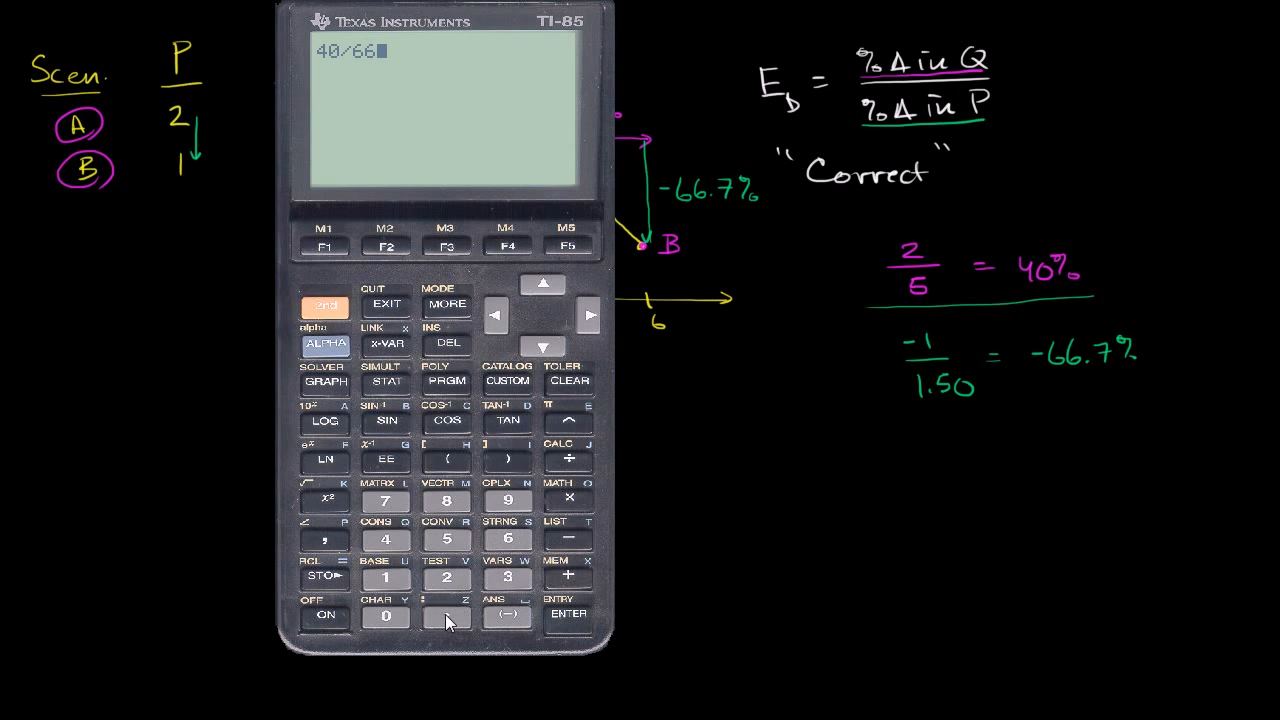 Scen.
P
A
2
B
1
TEXAS INSTRUMENTS TI-85
40/66
M1 M2 M3 M4 M5
F1 F2 F3 F4 F5
QUIT MODE
2nd EXIT MORE
alpha LINK x INS
ALPHA x-VAR DEL
SOLVER SIMULT POLY CATALOG TOLER
GRAPH STAT PRGM CUSTOM CLEAR
10ˣ A SIN⁻¹ B COS⁻¹ C TAN⁻¹ D π E
LOG SIN COS TAN ^
eˣ F x⁻¹ G [ H ] I CALC J
LN EE ( ) ÷
√ K MATRX L VECTR M CPLX N MATH O
x² 7 8 9 ×
∠ P CONS Q CONV R STRNG S LIST T
, 4 5 6 −
RCL = BASE U TEST V VARS W MEM X
STO▸ 1 2 3 +
OFF CHAR Y : Z ANS ␣ ENTRY
ON 0 (−) ENTER
-66.7%
B
6
E_D = %Δ in Q
%Δ in P
"Correct"
2
5
= 40%
-1
1.50
= -66.7%